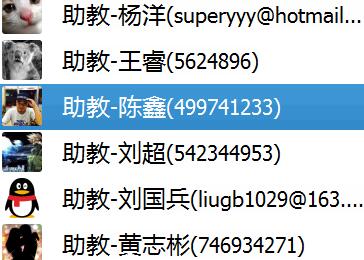 助教-杨洋(superyyy@hotmail...
助教-王睿(5624896)
助教-陈鑫(499741233)
助教-刘超(542344953)
助教-刘国兵(liugb1029@163....
助教-黄志彬(746934271)